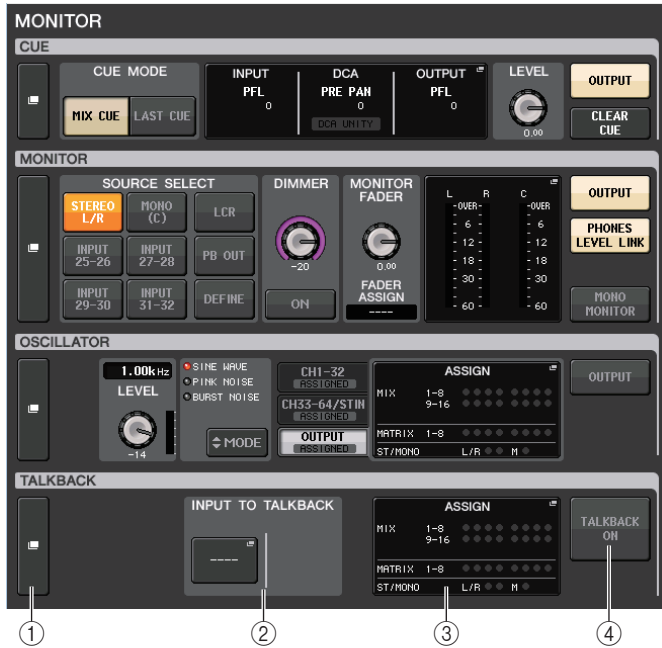 MONITOR
CUE
CUE MODE
MIX CUE
LAST CUE
INPUT
PFL
0
DCA
PRE PAN
0
DCA UNITY
OUTPUT
PFL
0
LEVEL
0.00
OUTPUT
CLEAR
CUE
MONITOR
SOURCE SELECT
STEREO
L/R
MONO
(C)
LCR
INPUT
25-26
INPUT
27-28
PB OUT
INPUT
29-30
INPUT
31-32
DEFINE
DIMMER
-20
ON
MONITOR
FADER
0.00
FADER
ASSIGN
----
L R C
-OVER- -OVER
- 6 - - 6
- 12 - - 12
- 18 - - 18
- 30 -
- 60 - - 60
OUTPUT
PHONES
LEVEL LINK
MONO
MONITOR
OSCILLATOR
1.00kHz
LEVEL
-14
SINE WAVE
PINK NOISE
BURST NOISE
MODE
CH1-32
ASSIGNED
CH33-64/STIN
ASSIGNED
OUTPUT
ASSIGNED
ASSIGN
MIX 1-8
9-16
MATRIX 1-8
ST/MONO L/R M
OUTPUT
TALKBACK
INPUT TO TALKBACK
----
ASSIGN
MIX 1-8
9-16
MATRIX 1-8
ST/MONO L/R M
TALKBACK
ON
① ② ③ ④